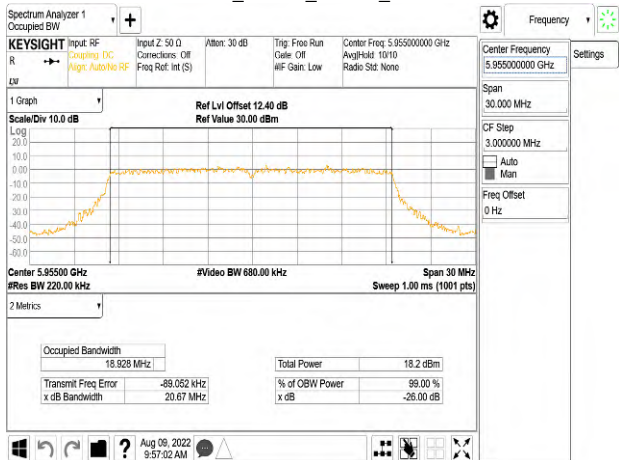 Spectrum Analyzer 1
Occupied BW
+
Frequency
KEYSIGHT
R
Input: RF
Coupling: DC
Align: Auto/No RF
Input Z: 50 Ω
Corrections: Off
Freq Ref: Int (S)
Atten: 30 dB
Trig: Free Run
Gate: Off
#IF Gain: Low
Center Freq: 5.955000000 GHz
Avg|Hold: 10/10
Radio Std: None
Center Frequency
5.955000000 GHz
Settings
Span
30.000 MHz
CF Step
3.000000 MHz
Auto
Man
Freq Offset
0 Hz
1 Graph
Scale/Div 10.0 dB
Ref Lvl Offset 12.40 dB
Ref Value 30.00 dBm
Log
20.0
10.0
0.00
-10.0
-20.0
-30.0
-40.0
-50.0
-60.0
Center 5.95500 GHz
#Res BW 220.00 kHz
#Video BW 680.00 kHz
Span 30 MHz
Sweep 1.00 ms (1001 pts)
2 Metrics
Occupied Bandwidth
18.928 MHz
Total Power 18.2 dBm
Transmit Freq Error -89.052 kHz
% of OBW Power 99.00 %
x dB Bandwidth 20.67 MHz
x dB -26.00 dB
?
Aug 09, 2022
9:57:02 AM